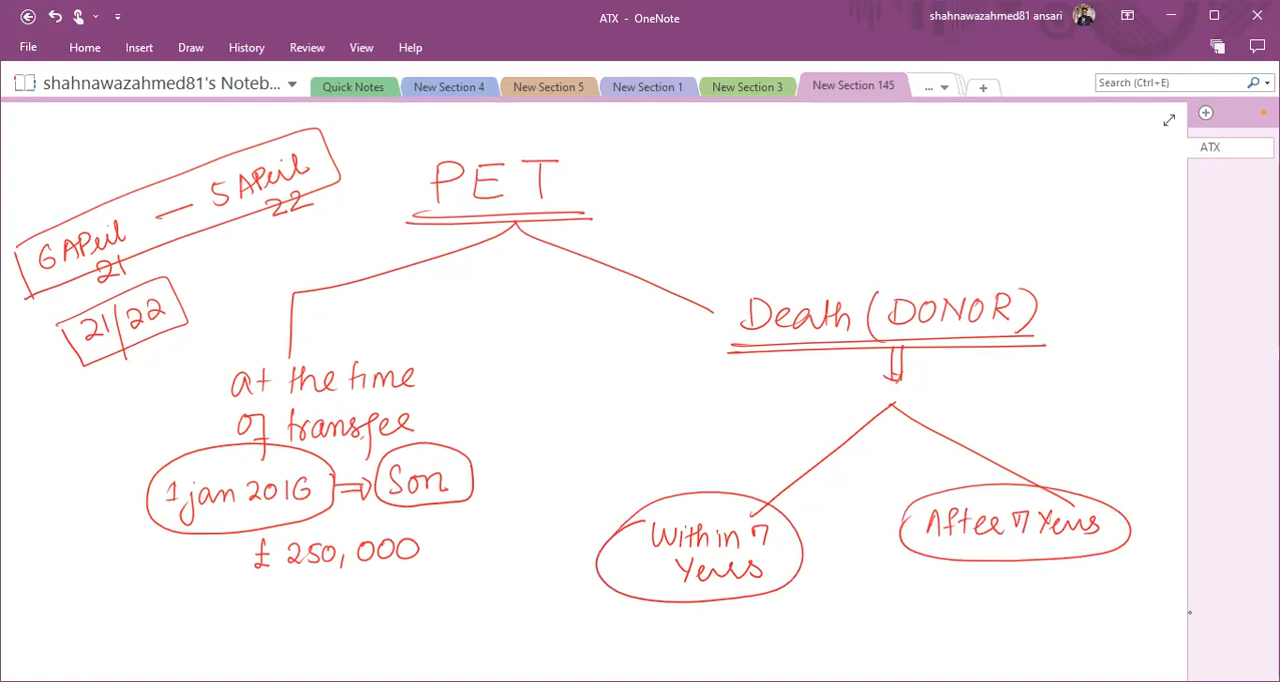 ATX - OneNote
shahnawazahmed81 ansari
File Home Insert Draw History Review View Help
shahnawazahmed81's Noteb...
Quick Notes New Section 4 New Section 5 New Section 1 New Section 3 New Section 145 ...
Search (Ctrl+E)
ATX
6 APril — 5 APril
21 22
21/22
PET
at the time
of transfer
1 jan 2016 ⇒ Son
£ 250,000
Death (DONOR)
Within 7
Years
After 7 Years